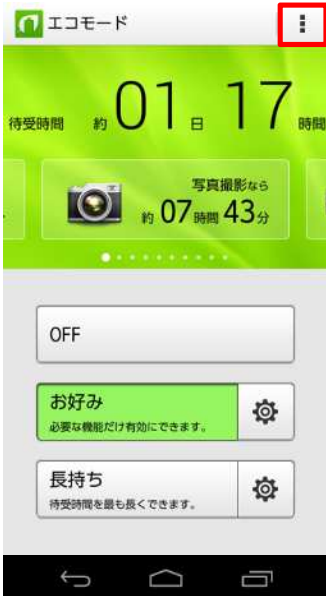 エコモード
待受時間 約 01 日 17 時間
写真撮影なら
約 07 時間 43 分
OFF
お好み
必要な機能だけ有効にできます。
長持ち
待受時間を最も長くできます。